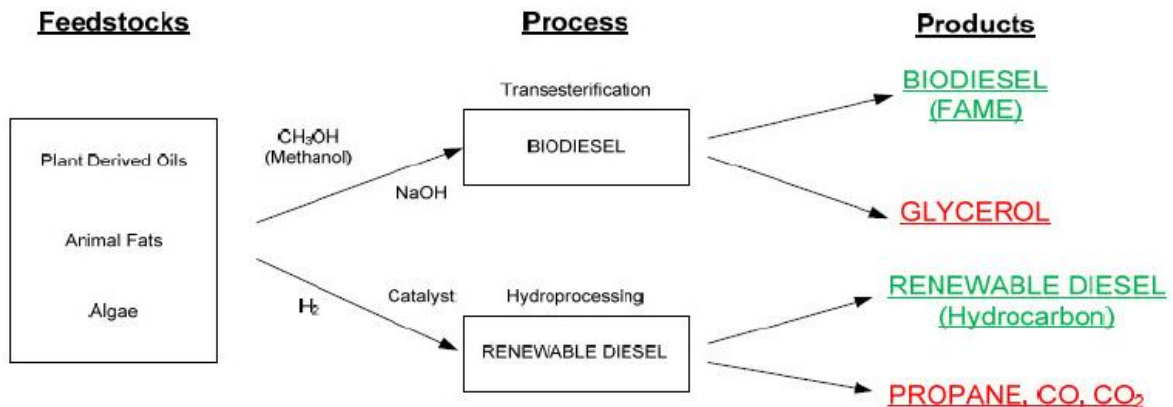 Feedstocks
Process
Products
Plant Derived Oils
Animal Fats
Algae
CH₃OH
(Methanol)
NaOH
H₂
Catalyst
Transesterification
BIODIESEL
Hydroprocessing
RENEWABLE DIESEL
BIODIESEL
(FAME)
GLYCEROL
RENEWABLE DIESEL
(Hydrocarbon)
PROPANE, CO, CO₂